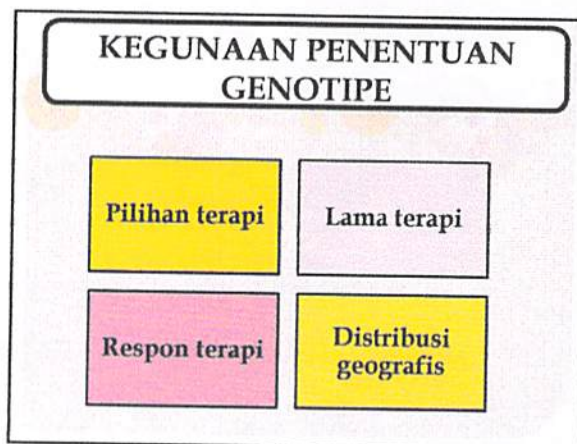 KEGUNAAN PENENTUAN
GENOTIPE
Pilihan terapi
Lama terapi
Respon terapi
Distribusi
geografis